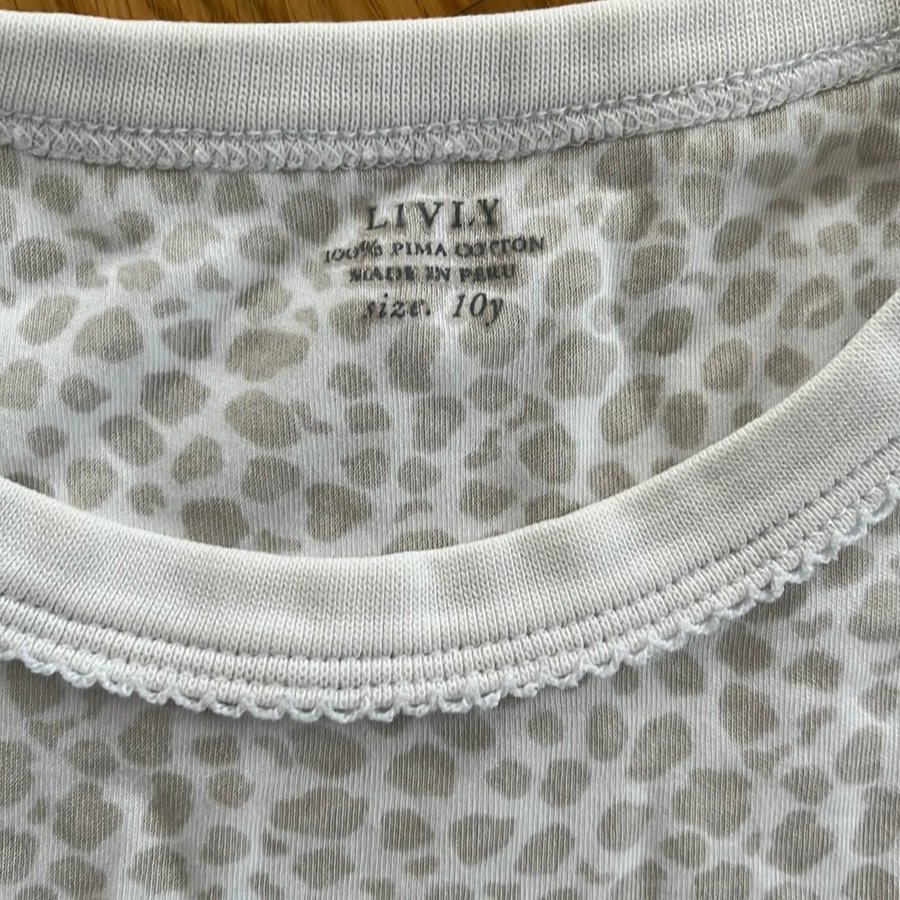 LIVLY
100% PIMA COTTON
MADE IN PERU
size. 10y